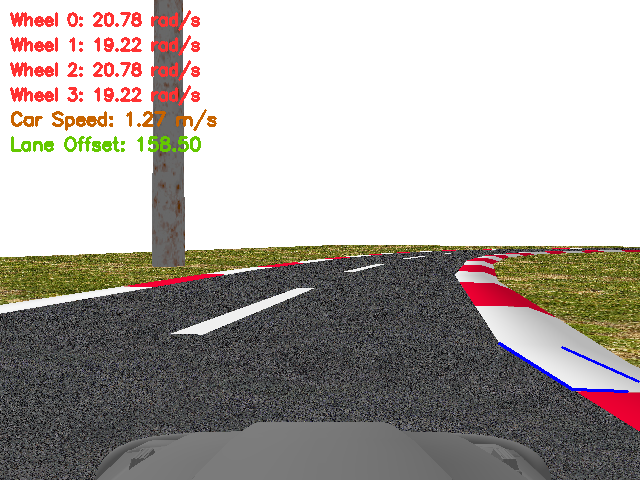 Wheel 0: 20.78 rad/s
Wheel 1: 19.22 rad/s
Wheel 2: 20.78 rad/s
Wheel 3: 19.22 rad/s
Car Speed: 1.27 m/s
Lane Offset: 158.50